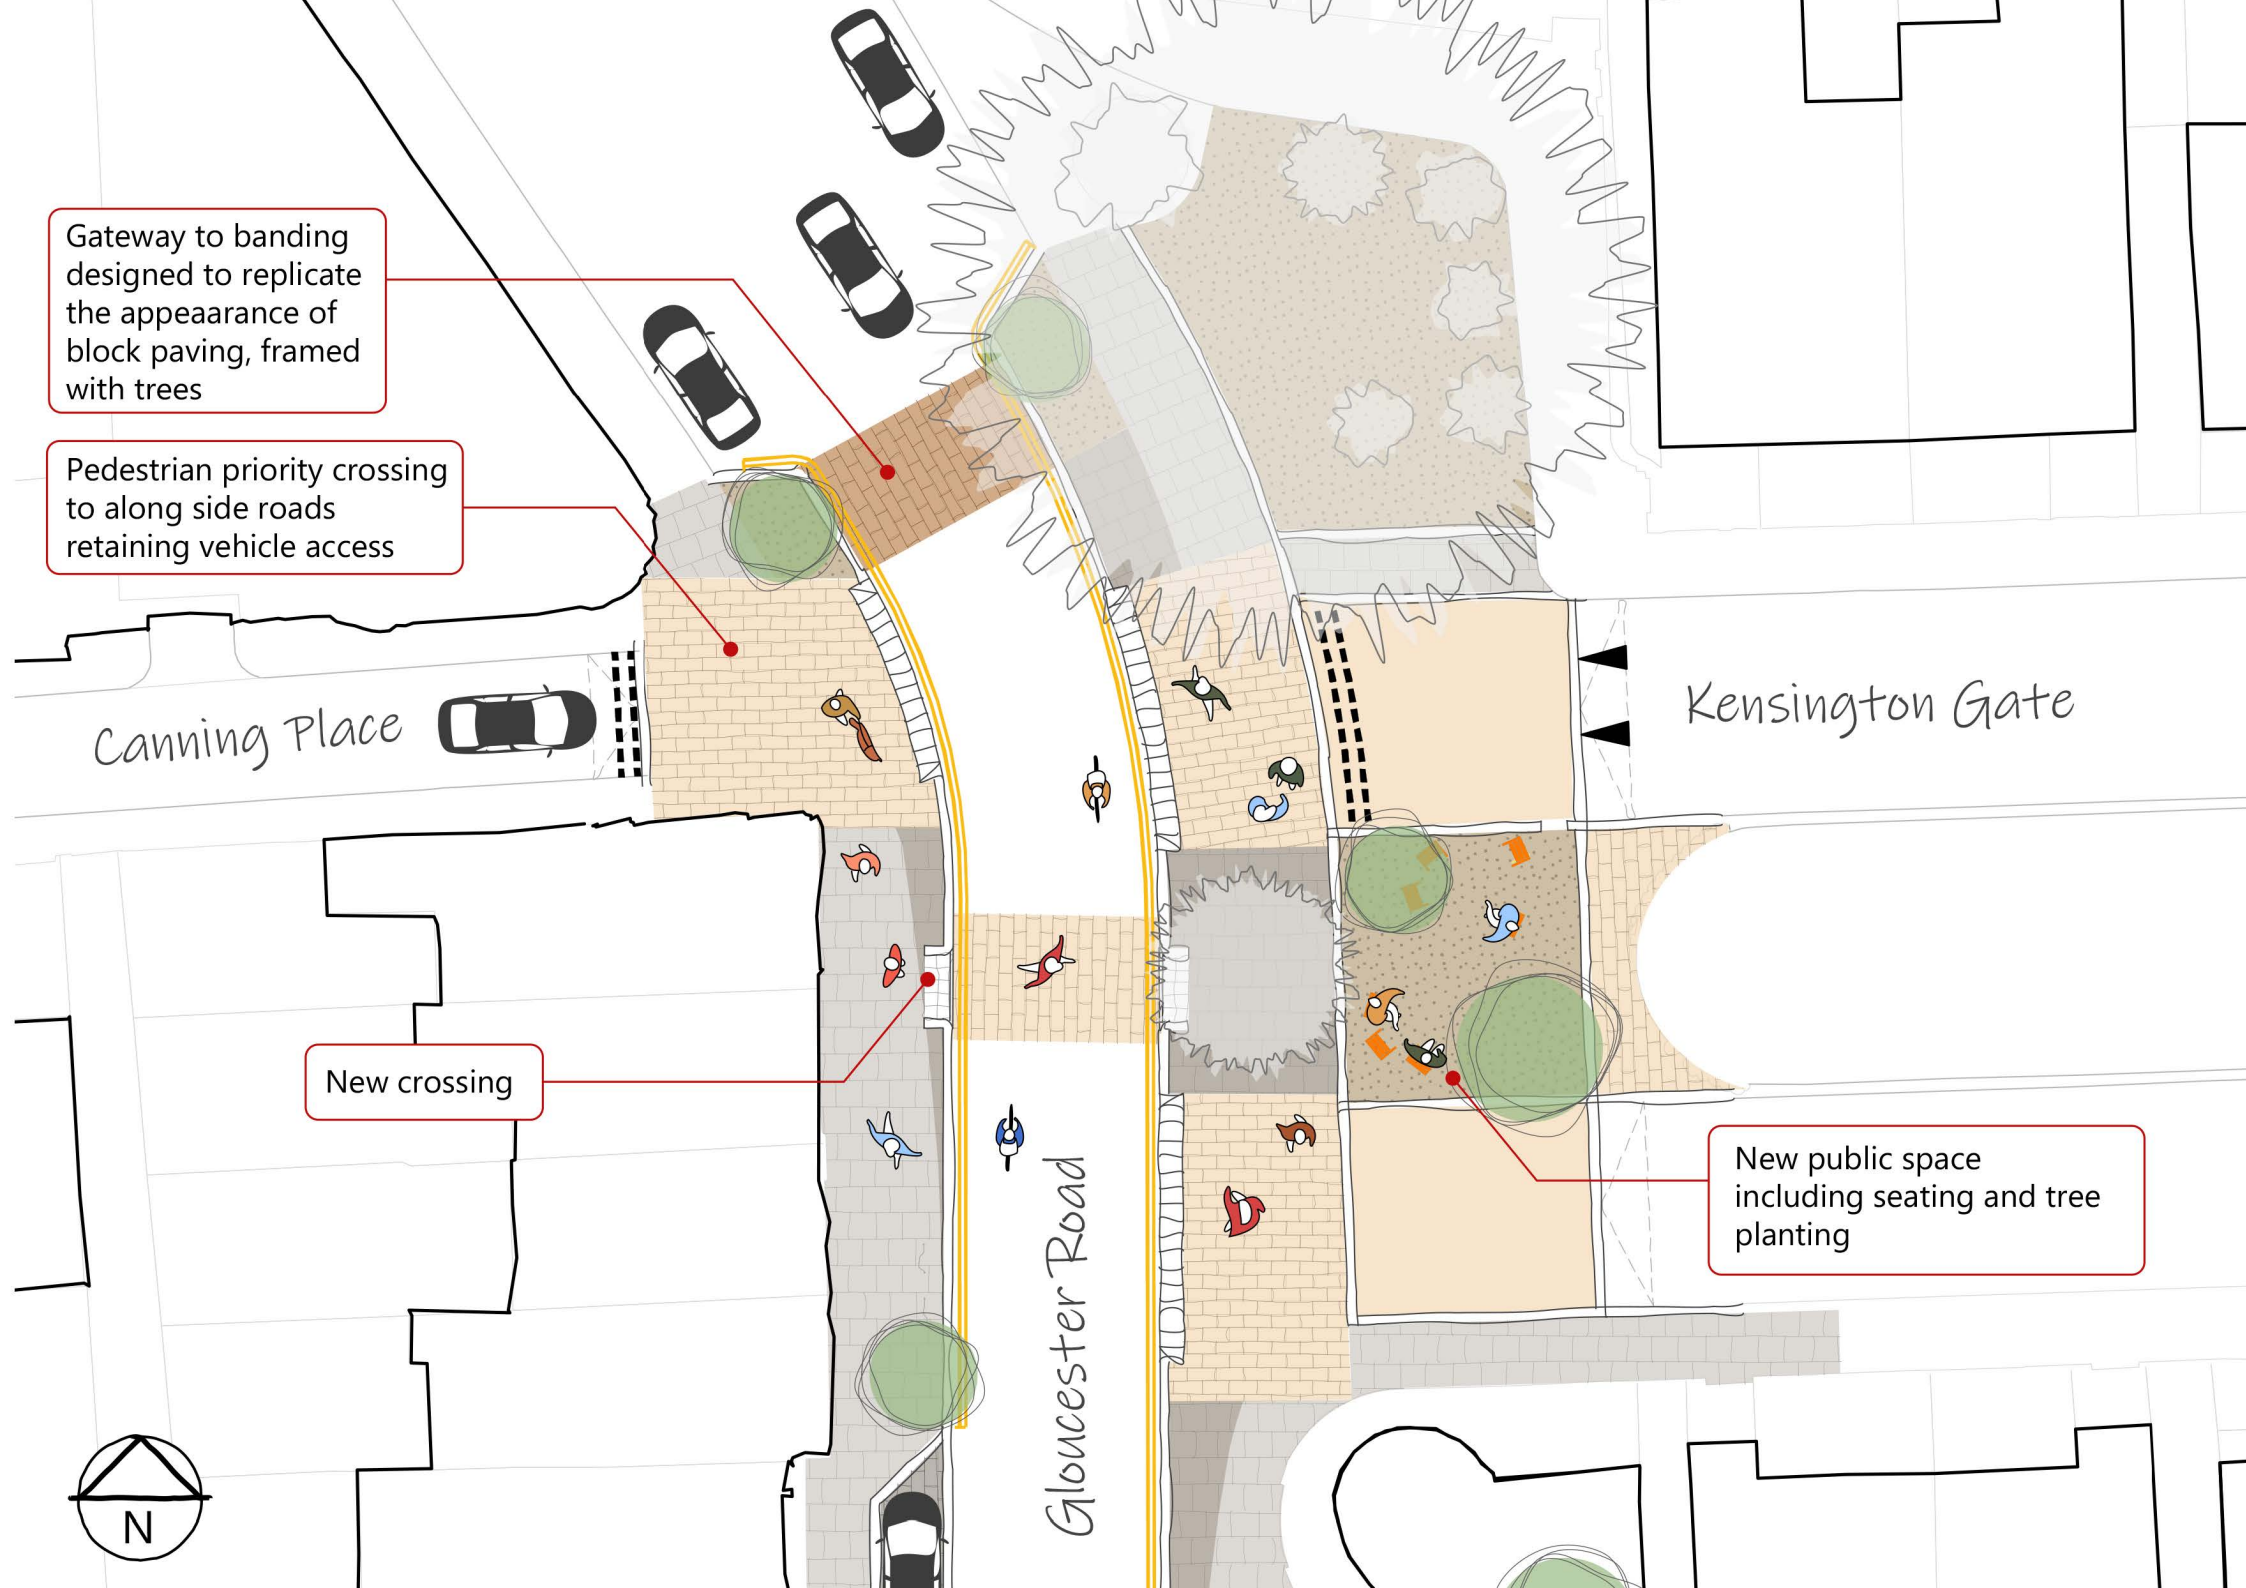 Gateway to banding
designed to replicate
the appeaarance of
block paving, framed
with trees
Pedestrian priority crossing
to along side roads
retaining vehicle access
Canning Place
Kensington Gate
New crossing
Gloucester Road
New public space
including seating and tree
planting
N